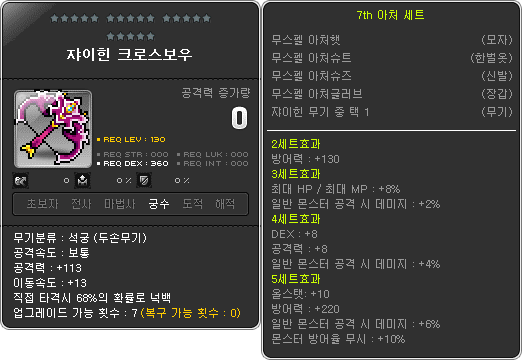 쟈이힌 크로스보우
공격력 증가량
0
REQ LEV : 130
REQ STR : 000
REQ LUK : 000
REQ DEX : 360
REQ INT : 000
0
0 %
0 %
초보자 전사 마법사 궁수 도적 해적
무기분류 : 석궁 (두손무기)
공격속도 : 보통
공격력 : +113
이동속도 : +13
직접 타격시 68%의 확률로 넉백
업그레이드 가능 횟수 : 7 (복구 가능 횟수 : 0)
7th 아처 세트
무스펠 아처햇 (모자)
무스펠 아처슈트 (한벌옷)
무스펠 아처슈즈 (신발)
무스펠 아처글러브 (장갑)
쟈이힌 무기 중 택 1 (무기)
2세트효과
방어력 : +130
3세트효과
최대 HP / 최대 MP : +8%
일반 몬스터 공격 시 데미지 : +2%
4세트효과
DEX : +8
공격력 : +8
일반 몬스터 공격 시 데미지 : +4%
5세트효과
올스탯: +10
방어력 : +220
일반 몬스터 공격 시 데미지 : +6%
몬스터 방어율 무시 : +10%